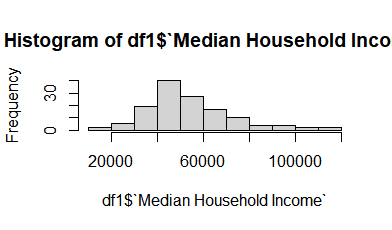 Histogram of df1$`Median Household Inco
Frequency
30
0
20000 60000 100000
df1$`Median Household Income`